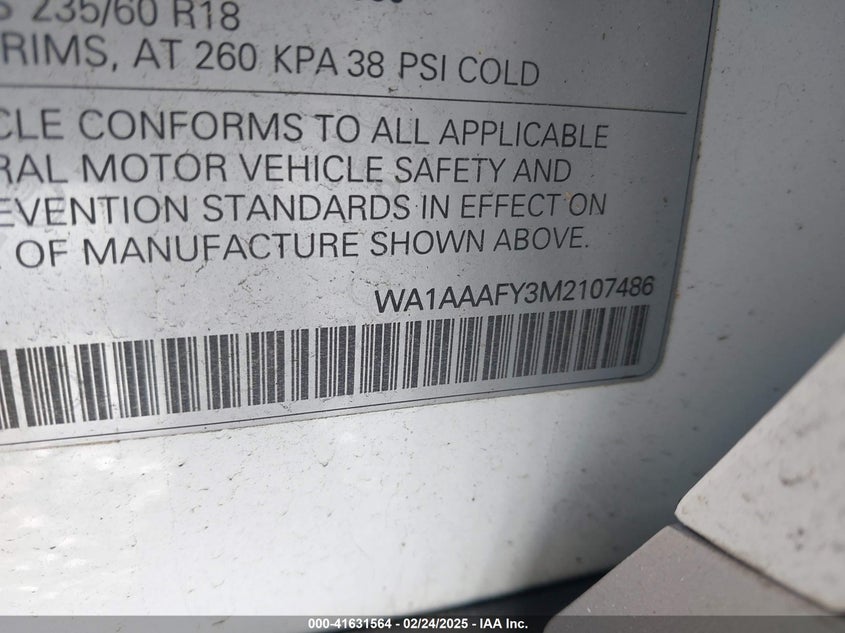 235/60 R18
RIMS, AT 260 KPA 38 PSI COLD
CLE CONFORMS TO ALL APPLICABLE
RAL MOTOR VEHICLE SAFETY AND
EVENTION STANDARDS IN EFFECT ON
OF MANUFACTURE SHOWN ABOVE.
WA1AAAFY3M2107486
000-41631564 - 02/24/2025 - IAA Inc.